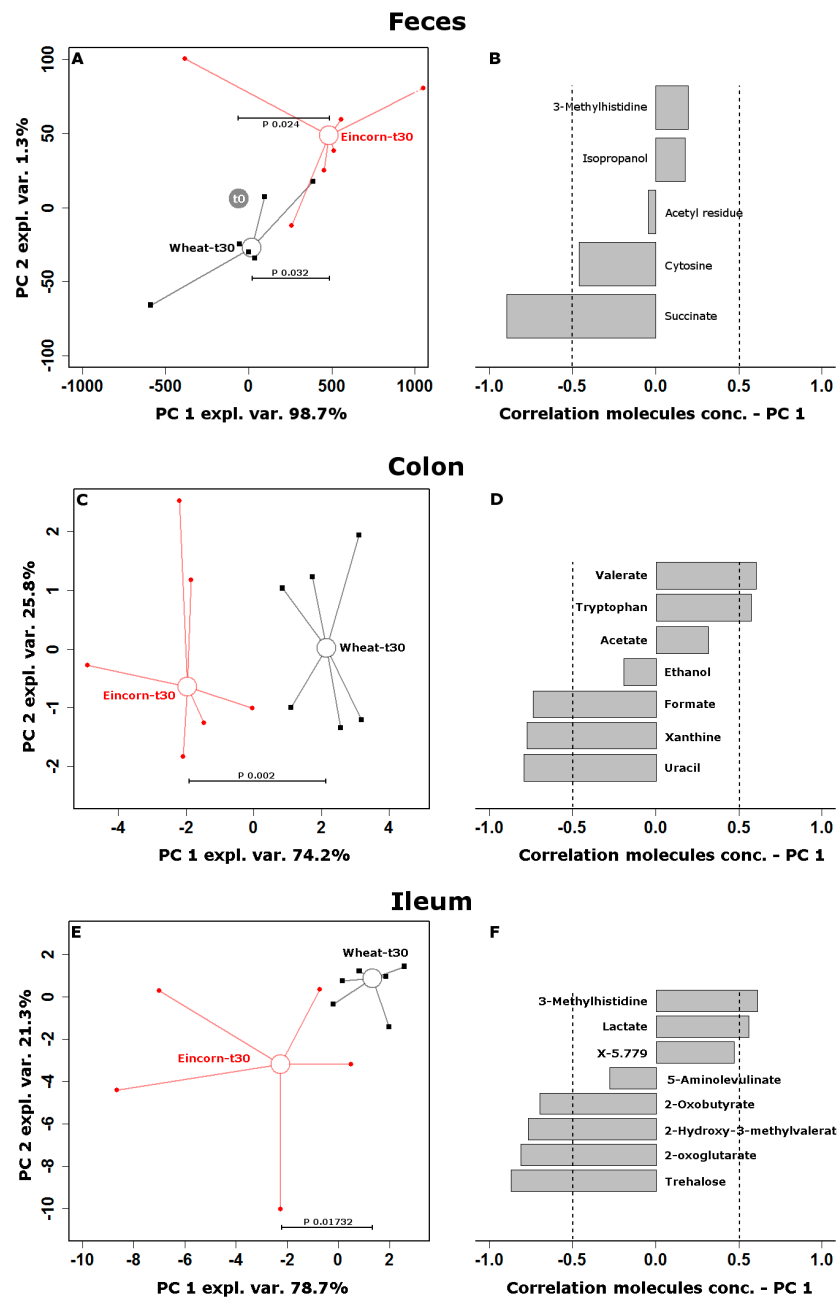 Feces
A
100
50
0
-50
-100
PC 2 expl. var. 1.3%
P 0.024
Eincorn-t30
t0
Wheat-t30
P 0.032
-1000 -500 0 500 1000
PC 1 expl. var. 98.7%
B
3-Methylhistidine
Isopropanol
Acetyl residue
Cytosine
Succinate
-1.0 -0.5 0.0 0.5 1.0
Correlation molecules conc. - PC 1
Colon
C
2
1
0
-1
-2
PC 2 expl. var. 25.8%
Wheat-t30
Eincorn-t30
P 0.002
-4 -2 0 2 4
PC 1 expl. var. 74.2%
D
Valerate
Tryptophan
Acetate
Ethanol
Formate
Xanthine
Uracil
-1.0 -0.5 0.0 0.5 1.0
Correlation molecules conc. - PC 1
Ileum
E
2
0
-2
-4
-6
-8
-10
PC 2 expl. var. 21.3%
Wheat-t30
Eincorn-t30
P 0.01732
-10 -8 -6 -4 -2 0 2
PC 1 expl. var. 78.7%
F
3-Methylhistidine
Lactate
X-5.779
5-Aminolevulinate
2-Oxobutyrate
2-Hydroxy-3-methylvalerat
2-oxoglutarate
Trehalose
-1.0 -0.5 0.0 0.5 1.0
Correlation molecules conc. - PC 1